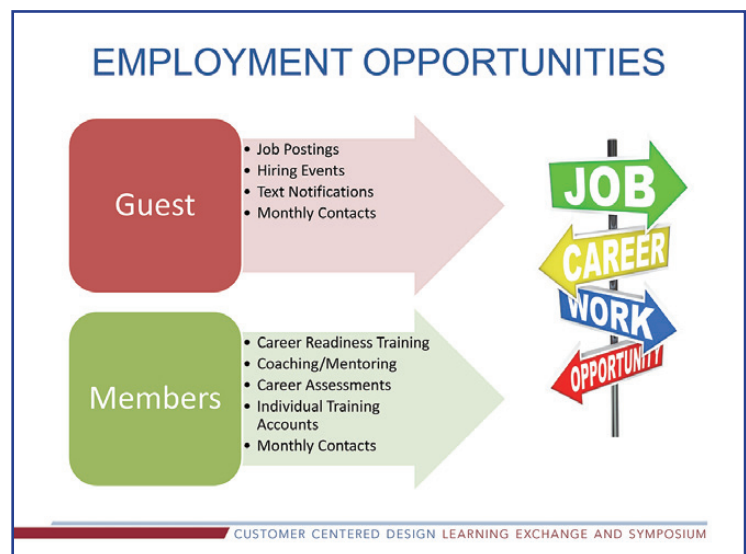 EMPLOYMENT OPPORTUNITIES
Guest
• Job Postings
• Hiring Events
• Text Notifications
• Monthly Contacts
Members
• Career Readiness Training
• Coaching/Mentoring
• Career Assessments
• Individual Training
Accounts
• Monthly Contacts
JOB
CAREER
WORK
OPPORTUNITY
CUSTOMER CENTERED DESIGN LEARNING EXCHANGE AND SYMPOSIUM